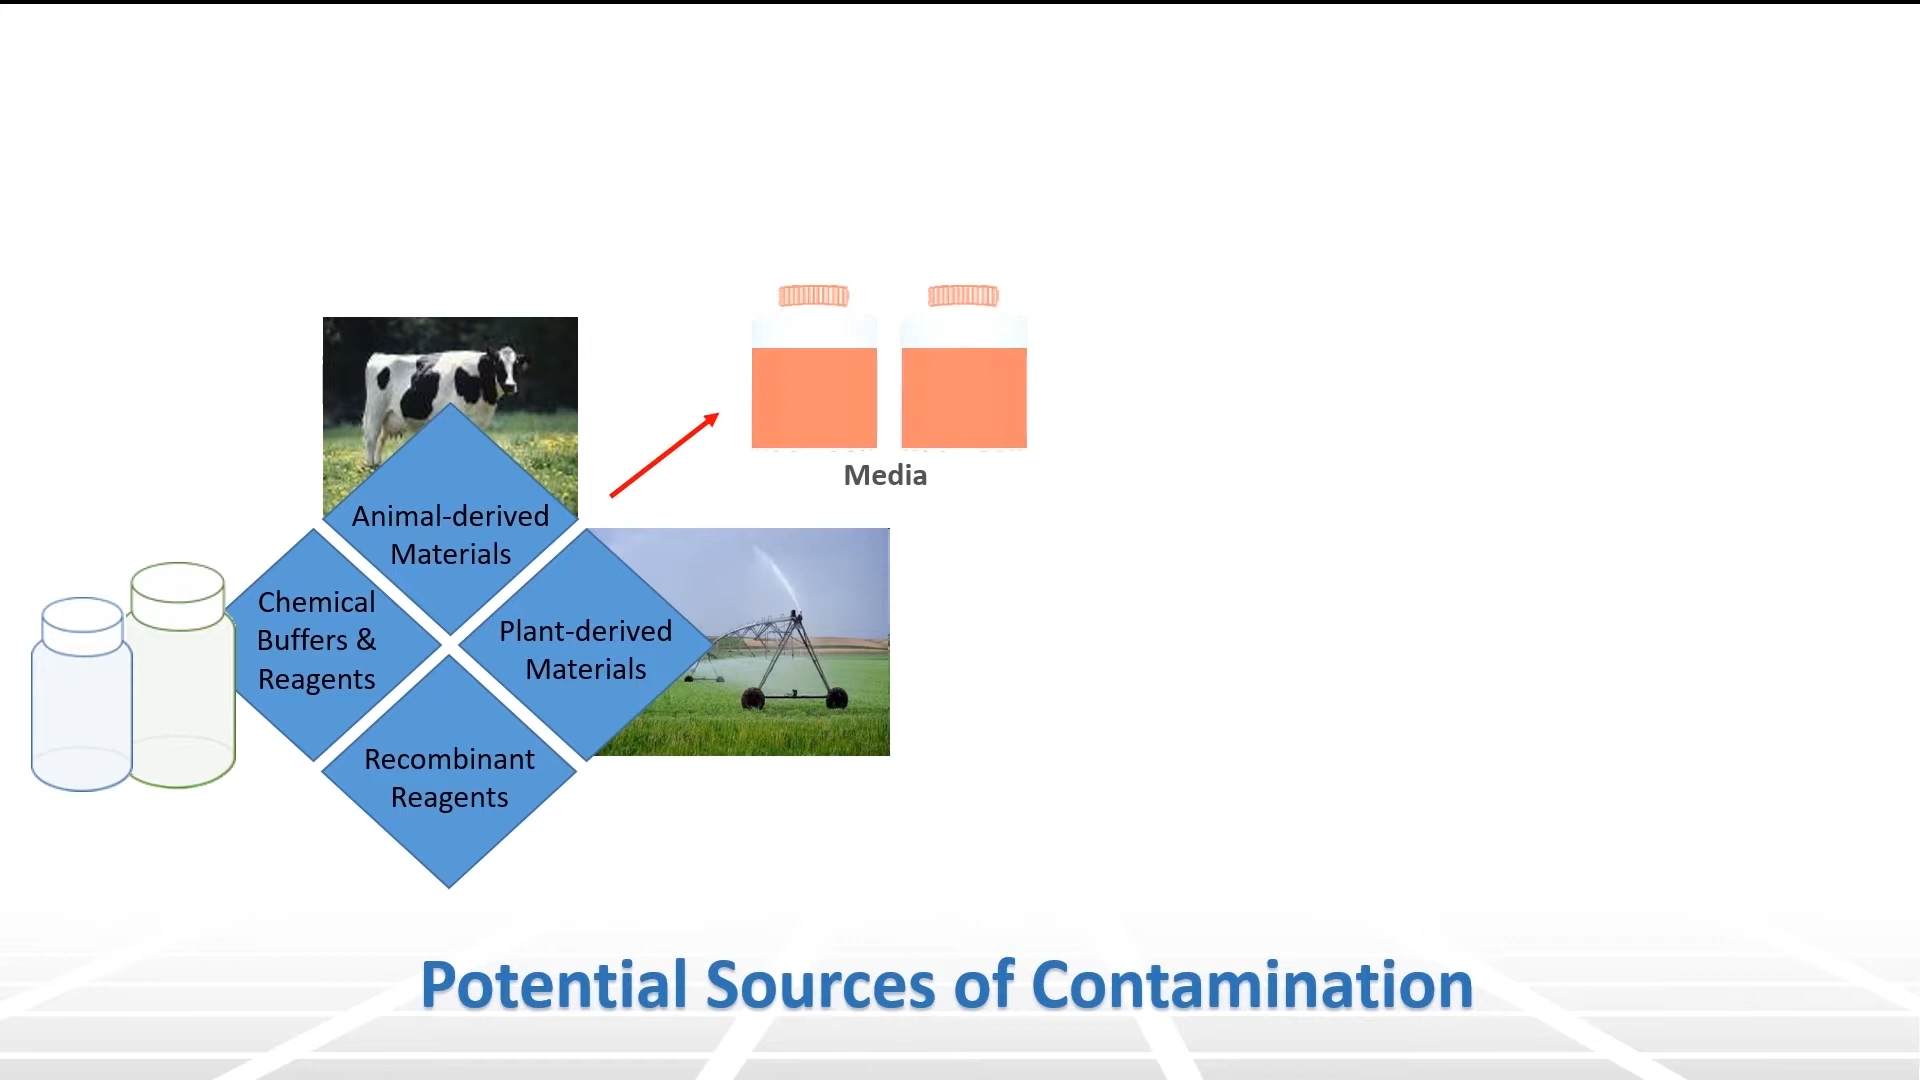 Media
Animal-derived
Materials
Chemical
Buffers &
Reagents
Plant-derived
Materials
Recombinant
Reagents
Potential Sources of Contamination